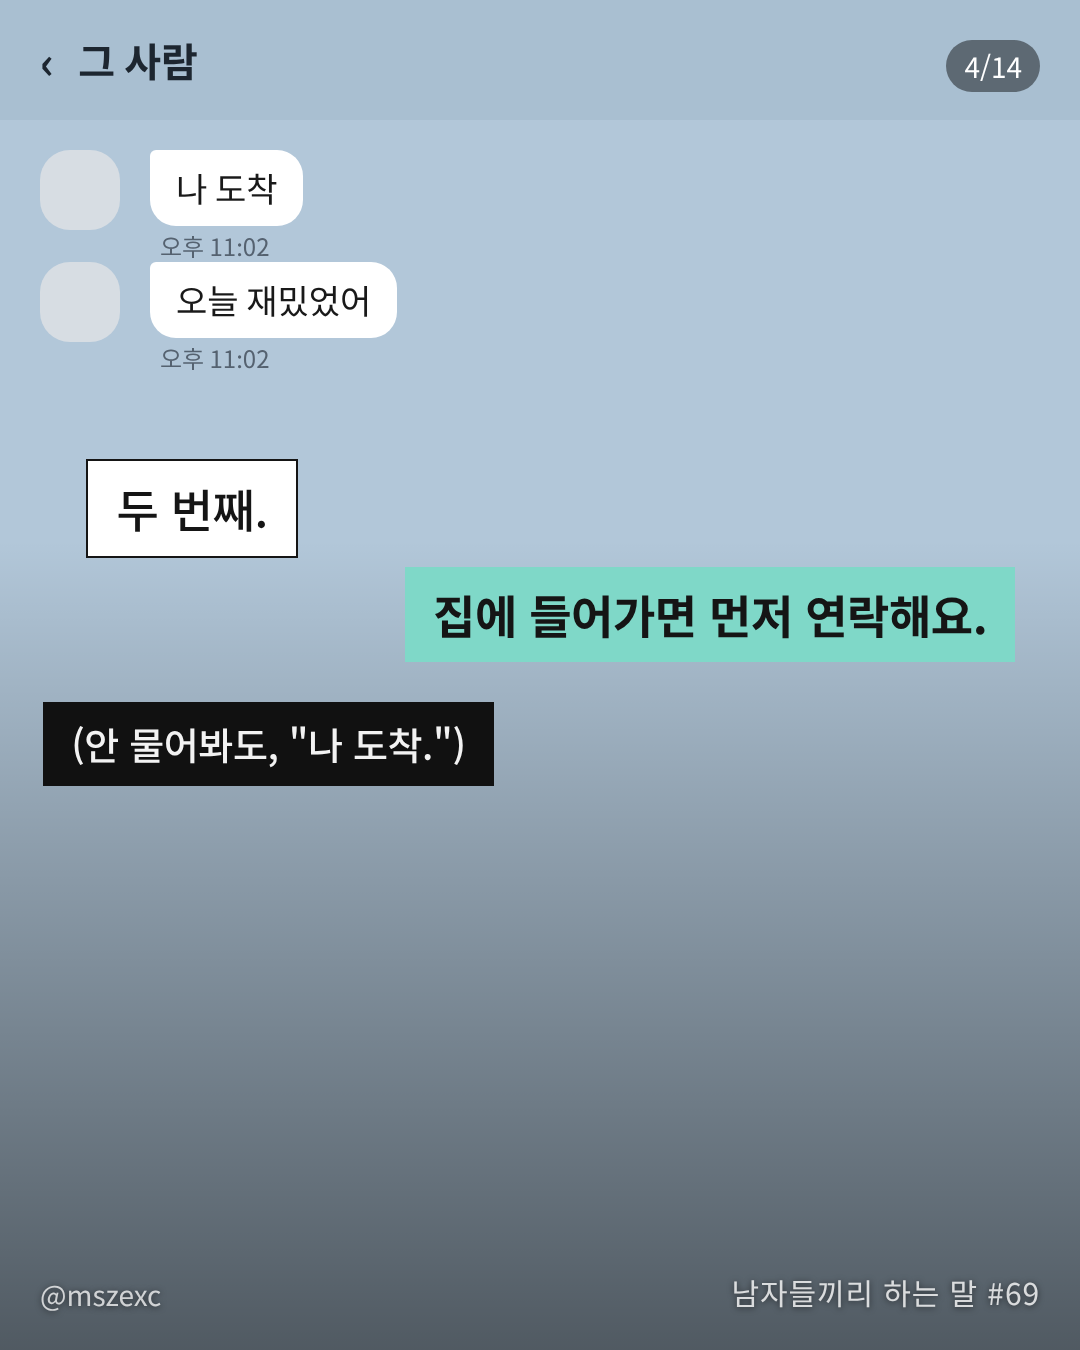 ‹ 그 사람
4/14
나 도착
오후 11:02
오늘 재밌었어
오후 11:02
두 번째.
집에 들어가면 먼저 연락해요.
(안 물어봐도, "나 도착.")
@mszexc
남자들끼리 하는 말 #69